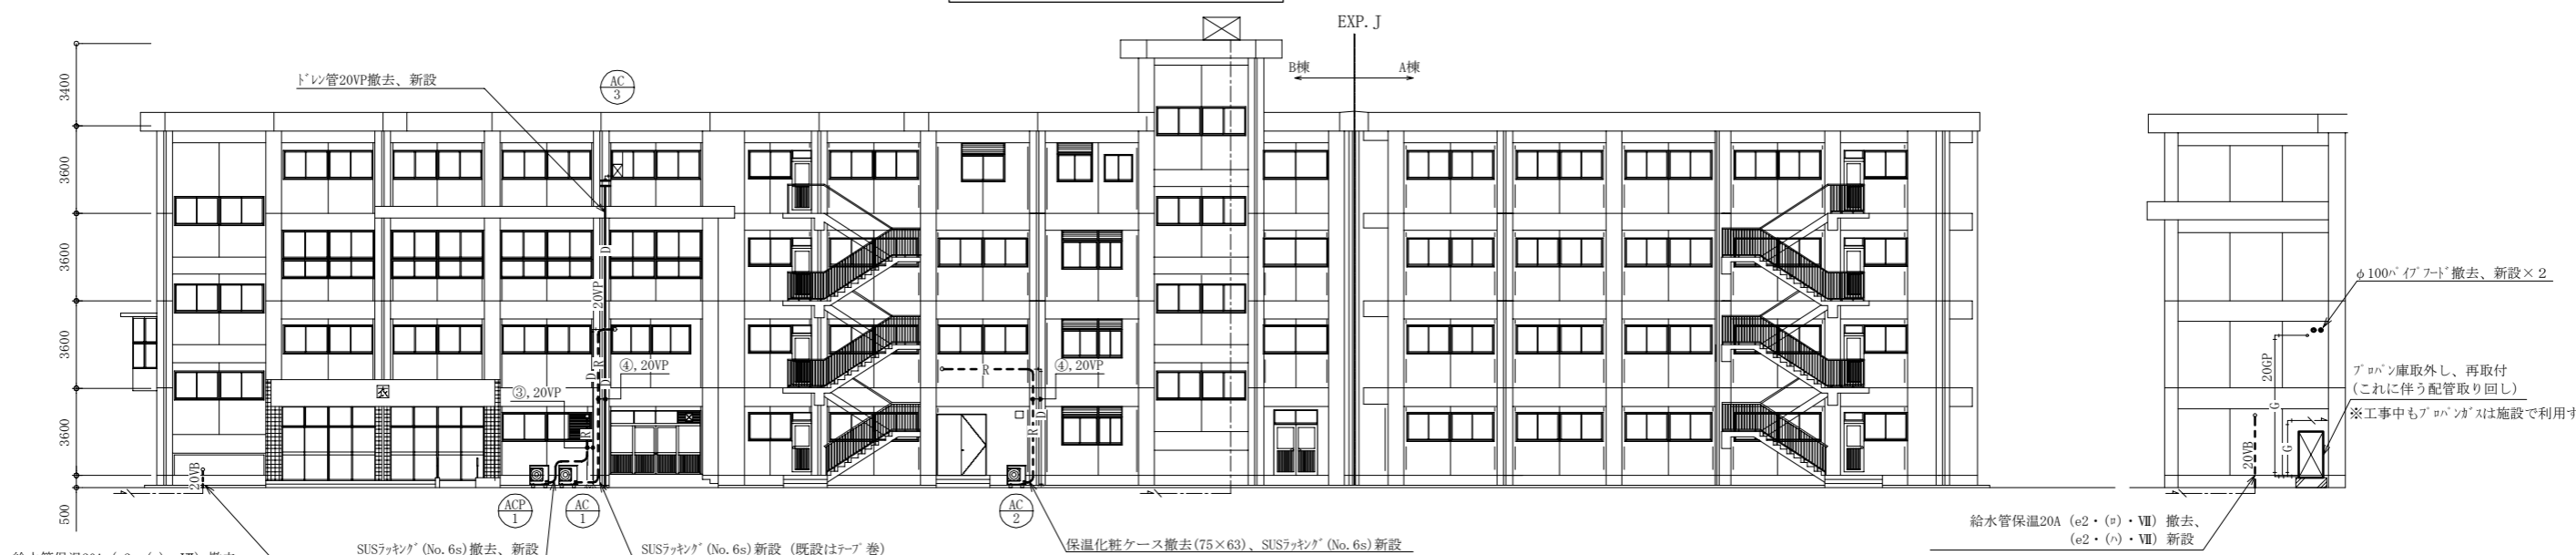 EXP. J
B棟
A棟
3400
3600
3600
3600
3600
500
ﾄﾞﾚﾝ管20VP撤去、新設
AC
3
D
20VP
R
D
D
④, 20VP
③, 20VP
R
R
④, 20VP
D
R
20VB
ACP
1
AC
1
AC
2
SUSﾗｯｷﾝｸﾞ(No. 6s)撤去、新設
SUSﾗｯｷﾝｸﾞ(No. 6s)新設 (既設はﾃｰﾌﾟ巻)
保温化粧ケース撤去(75×63)、SUSﾗｯｷﾝｸﾞ(No. 6s)新設
φ100ﾊﾟｲﾌﾟﾌｰﾄﾞ撤去、新設×2
20GP
G
G
20VB
ﾌﾟﾛﾊﾟﾝ庫取外し、再取付
(これに伴う配管取り回し)
※工事中もﾌﾟﾛﾊﾟﾝｶﾞｽは施設で利用す
給水管保温20A (e2・(ﾛ)・Ⅶ) 撤去、
(e2・(ﾊ)・Ⅶ) 新設